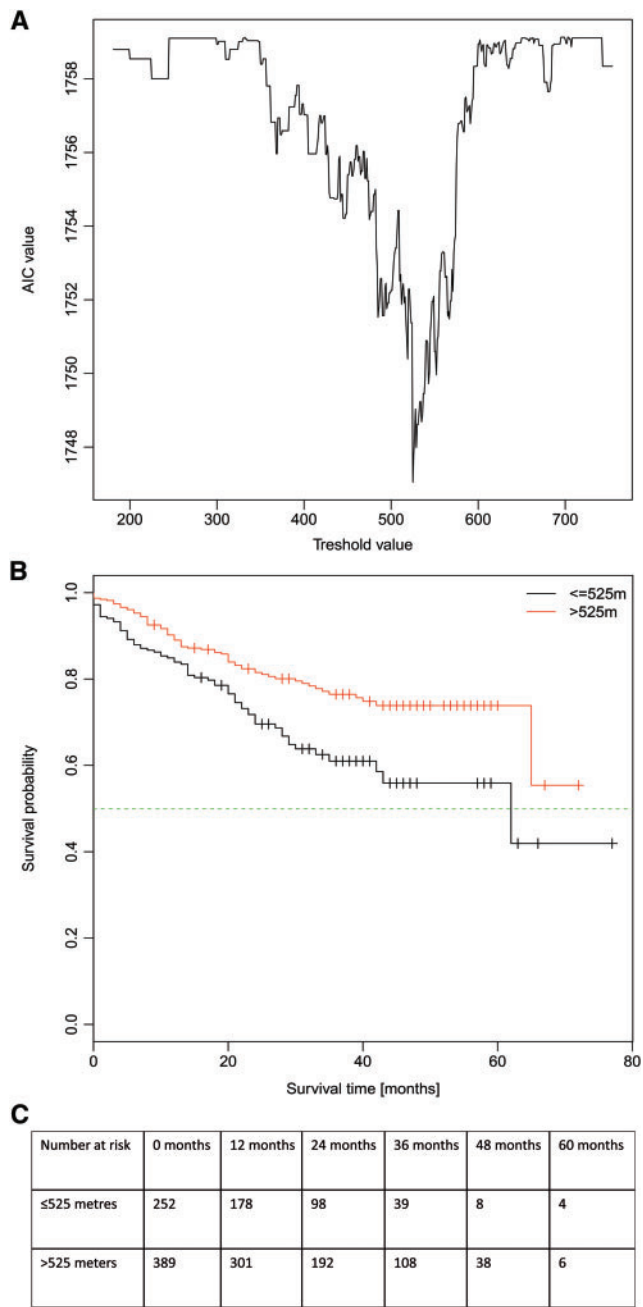 A
AIC value
1758
1756
1754
1752
1750
1748
200 300 400 500 600 700
Treshold value
B
<=525m
>525m
Survival probability
1.0
0.8
0.6
0.4
0.2
0.0
0 20 40 60 80
Survival time [months]
C
Number at risk 0 months 12 months 24 months 36 months 48 months 60 months
≤525 metres 252 178 98 39 8 4
>525 meters 389 301 192 108 38 6